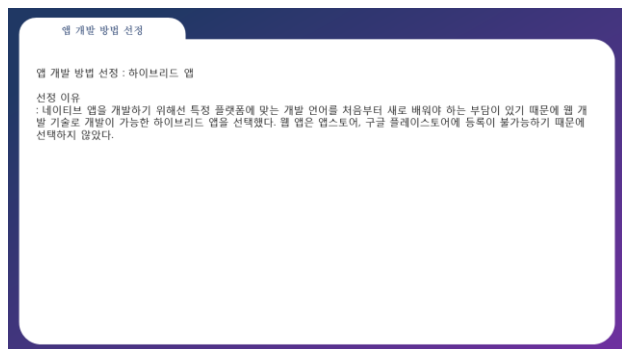 앱 개발 방법 선정
앱 개발 방법 선정 : 하이브리드 앱
선정 이유
: 네이티브 앱을 개발하기 위해선 특정 플랫폼에 맞는 개발 언어를 처음부터 새로 배워야 하는 부담이 있기 때문에 웹 개
발 기술로 개발이 가능한 하이브리드 앱을 선택했다. 웹 앱은 앱스토어, 구글 플레이스토어에 등록이 불가능하기 때문에
선택하지 않았다.